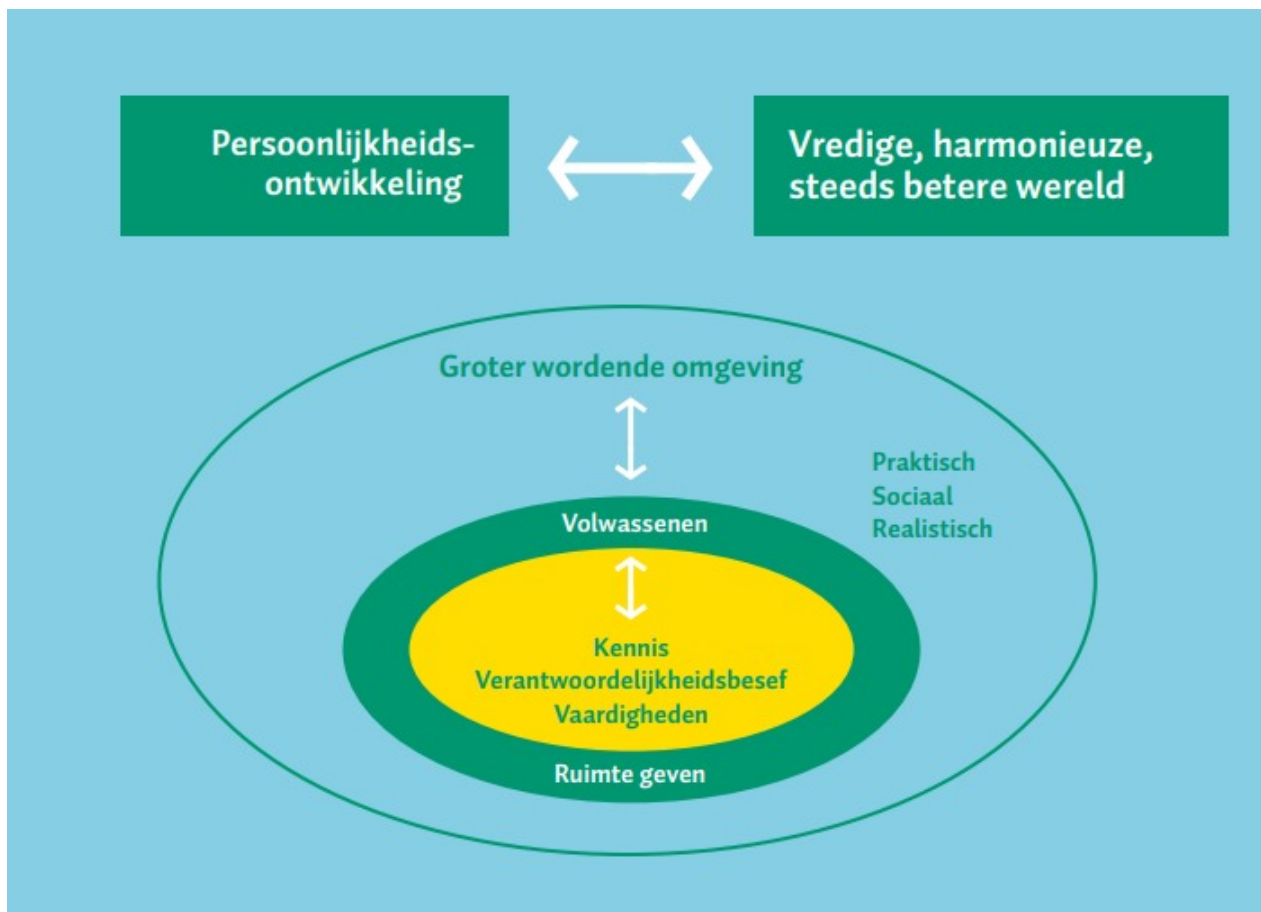 Persoonlijkheids-
ontwikkeling
Vredige, harmonieuze,
steeds betere wereld
Groter wordende omgeving
Praktisch
Sociaal
Realistisch
Volwassenen
Kennis
Verantwoordelijkheidsbesef
Vaardigheden
Ruimte geven